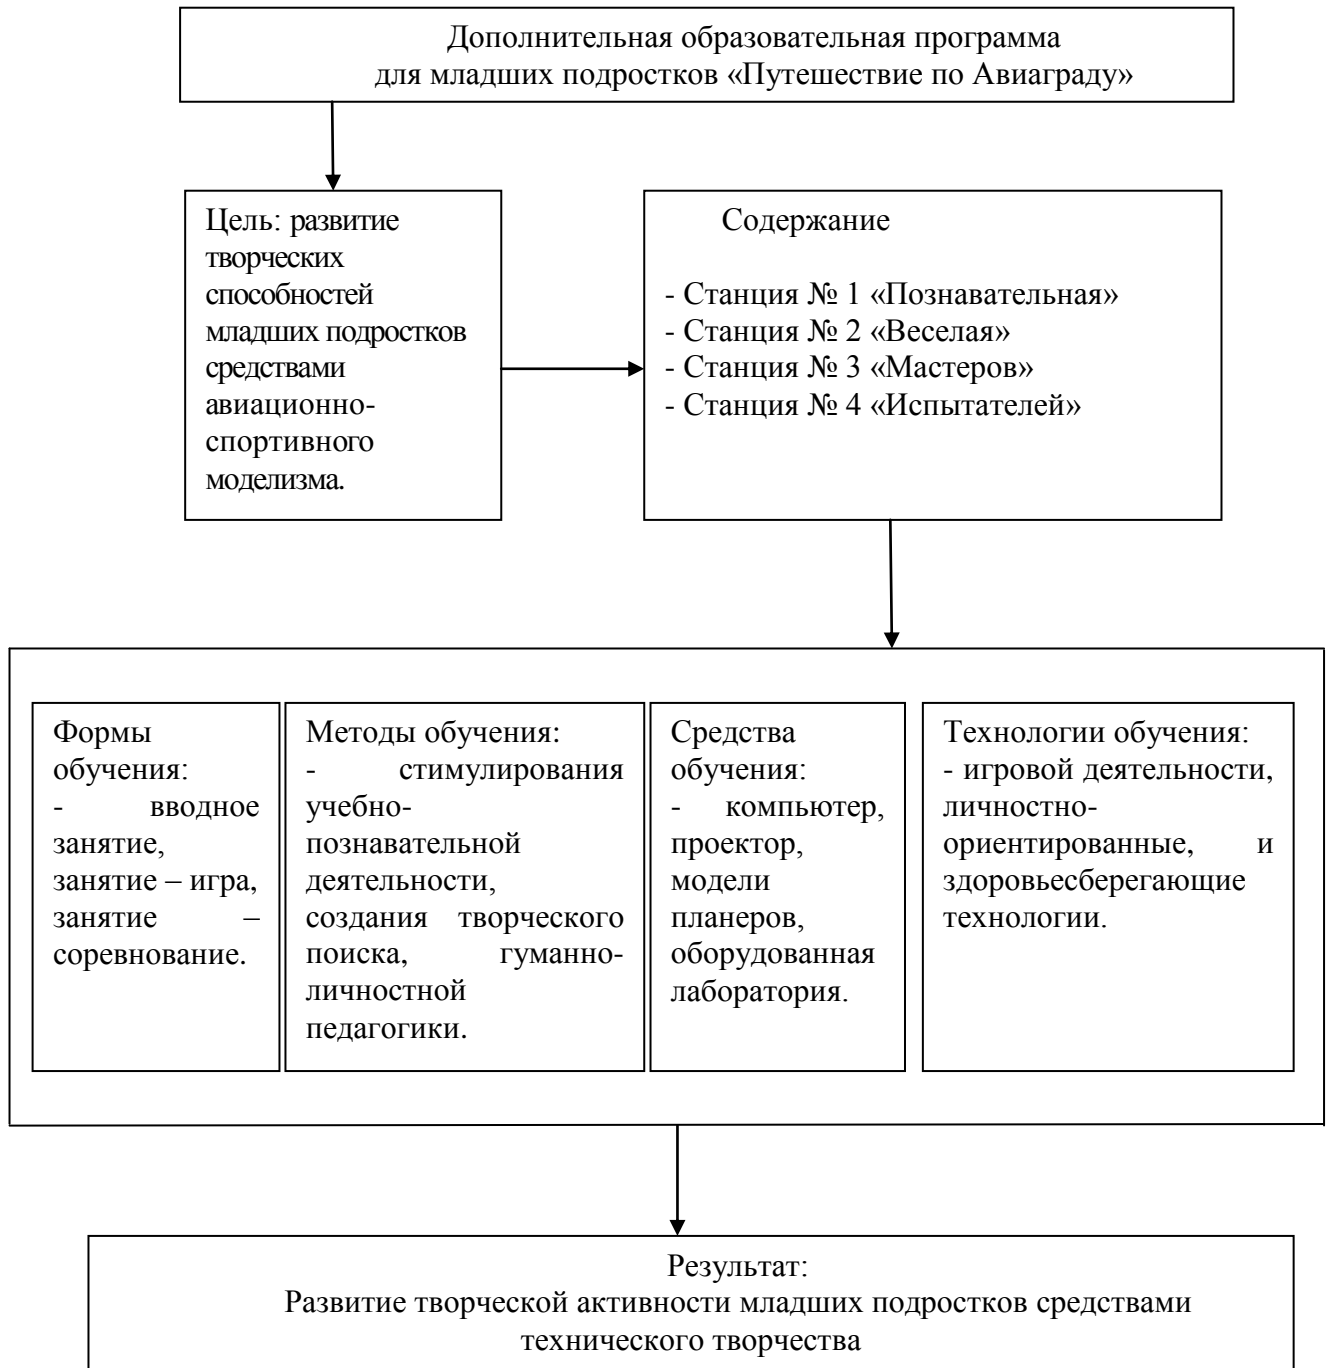 Дополнительная образовательная программа
для младших подростков «Путешествие по Авиаграду»
Цель: развитие
творческих
способностей
младших подростков
средствами
авиационно-
спортивного
моделизма.
Содержание
- Станция № 1 «Познавательная»
- Станция № 2 «Веселая»
- Станция № 3 «Мастеров»
- Станция № 4 «Испытателей»
Формы
обучения:
- вводное
занятие,
занятие – игра,
занятие –
соревнование.
Методы обучения:
- стимулирования
учебно-
познавательной
деятельности,
создания творческого
поиска, гуманно-
личностной
педагогики.
Средства
обучения:
- компьютер,
проектор,
модели
планеров,
оборудованная
лаборатория.
Технологии обучения:
- игровой деятельности,
личностно-
ориентированные, и
здоровьесберегающие
технологии.
Результат:
Развитие творческой активности младших подростков средствами
технического творчества